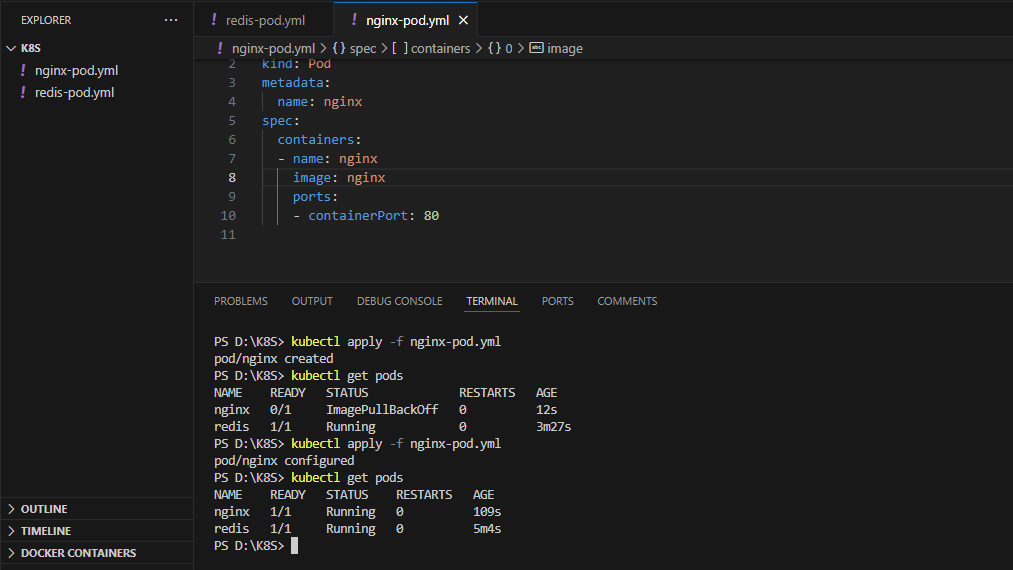 EXPLORER ...
K8S
! nginx-pod.yml
! redis-pod.yml
OUTLINE
TIMELINE
DOCKER CONTAINERS
! redis-pod.yml ! nginx-pod.yml ×
! nginx-pod.yml > {} spec > [ ] containers > {} 0 > abc image
2 kind: Pod
3 metadata:
4 name: nginx
5 spec:
6 containers:
7 - name: nginx
8 image: nginx
9 ports:
10 - containerPort: 80
11
PROBLEMS OUTPUT DEBUG CONSOLE TERMINAL PORTS COMMENTS
PS D:\K8S> kubectl apply -f nginx-pod.yml
pod/nginx created
PS D:\K8S> kubectl get pods
NAME READY STATUS RESTARTS AGE
nginx 0/1 ImagePullBackOff 0 12s
redis 1/1 Running 0 3m27s
PS D:\K8S> kubectl apply -f nginx-pod.yml
pod/nginx configured
PS D:\K8S> kubectl get pods
NAME READY STATUS RESTARTS AGE
nginx 1/1 Running 0 109s
redis 1/1 Running 0 5m4s
PS D:\K8S>